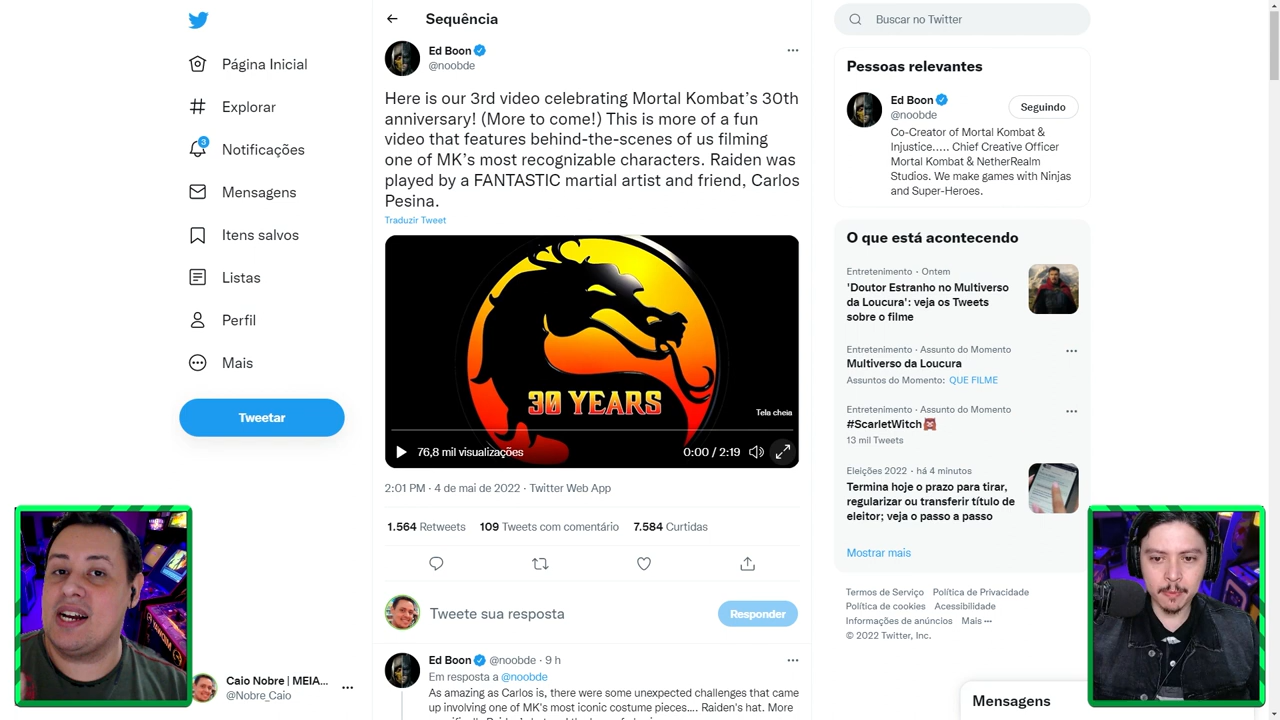 Página Inicial
Explorar
3
Notificações
Mensagens
Itens salvos
Listas
Perfil
Mais
Tweetar
Caio Nobre | MEIA...
@Nobre_Caio
Sequência
Ed Boon
@noobde
Here is our 3rd video celebrating Mortal Kombat's 30th
anniversary! (More to come!) This is more of a fun
video that features behind-the-scenes of us filming
one of MK's most recognizable characters. Raiden was
played by a FANTASTIC martial artist and friend, Carlos
Pesina.
Traduzir Tweet
30 YEARS
Tela cheia
76,8 mil visualizações
0:00 / 2:19
2:01 PM · 4 de mai de 2022 · Twitter Web App
1.564 Retweets 109 Tweets com comentário 7.584 Curtidas
Tweete sua resposta
Responder
Ed Boon @noobde · 9 h
Em resposta a @noobde
As amazing as Carlos is, there were some unexpected challenges that came
up involving one of MK's most iconic costume pieces.... Raiden's hat. More
Buscar no Twitter
Pessoas relevantes
Ed Boon
@noobde
Seguindo
Co-Creator of Mortal Kombat &
Injustice..... Chief Creative Officer
Mortal Kombat & NetherRealm
Studios. We make games with Ninjas
and Super-Heroes.
O que está acontecendo
Entretenimento · Ontem
'Doutor Estranho no Multiverso
da Loucura': veja os Tweets
sobre o filme
Entretenimento · Assunto do Momento
Multiverso da Loucura
Assuntos do Momento: QUE FILME
Entretenimento · Assunto do Momento
#ScarletWitch
13 mil Tweets
Eleições 2022 · há 4 minutos
Termina hoje o prazo para tirar,
regularizar ou transferir título de
eleitor; veja o passo a passo
Mostrar mais
Termos de Serviço Política de Privacidade
Política de cookies Acessibilidade
Informações de anúncios Mais ···
© 2022 Twitter, Inc.
Mensagens